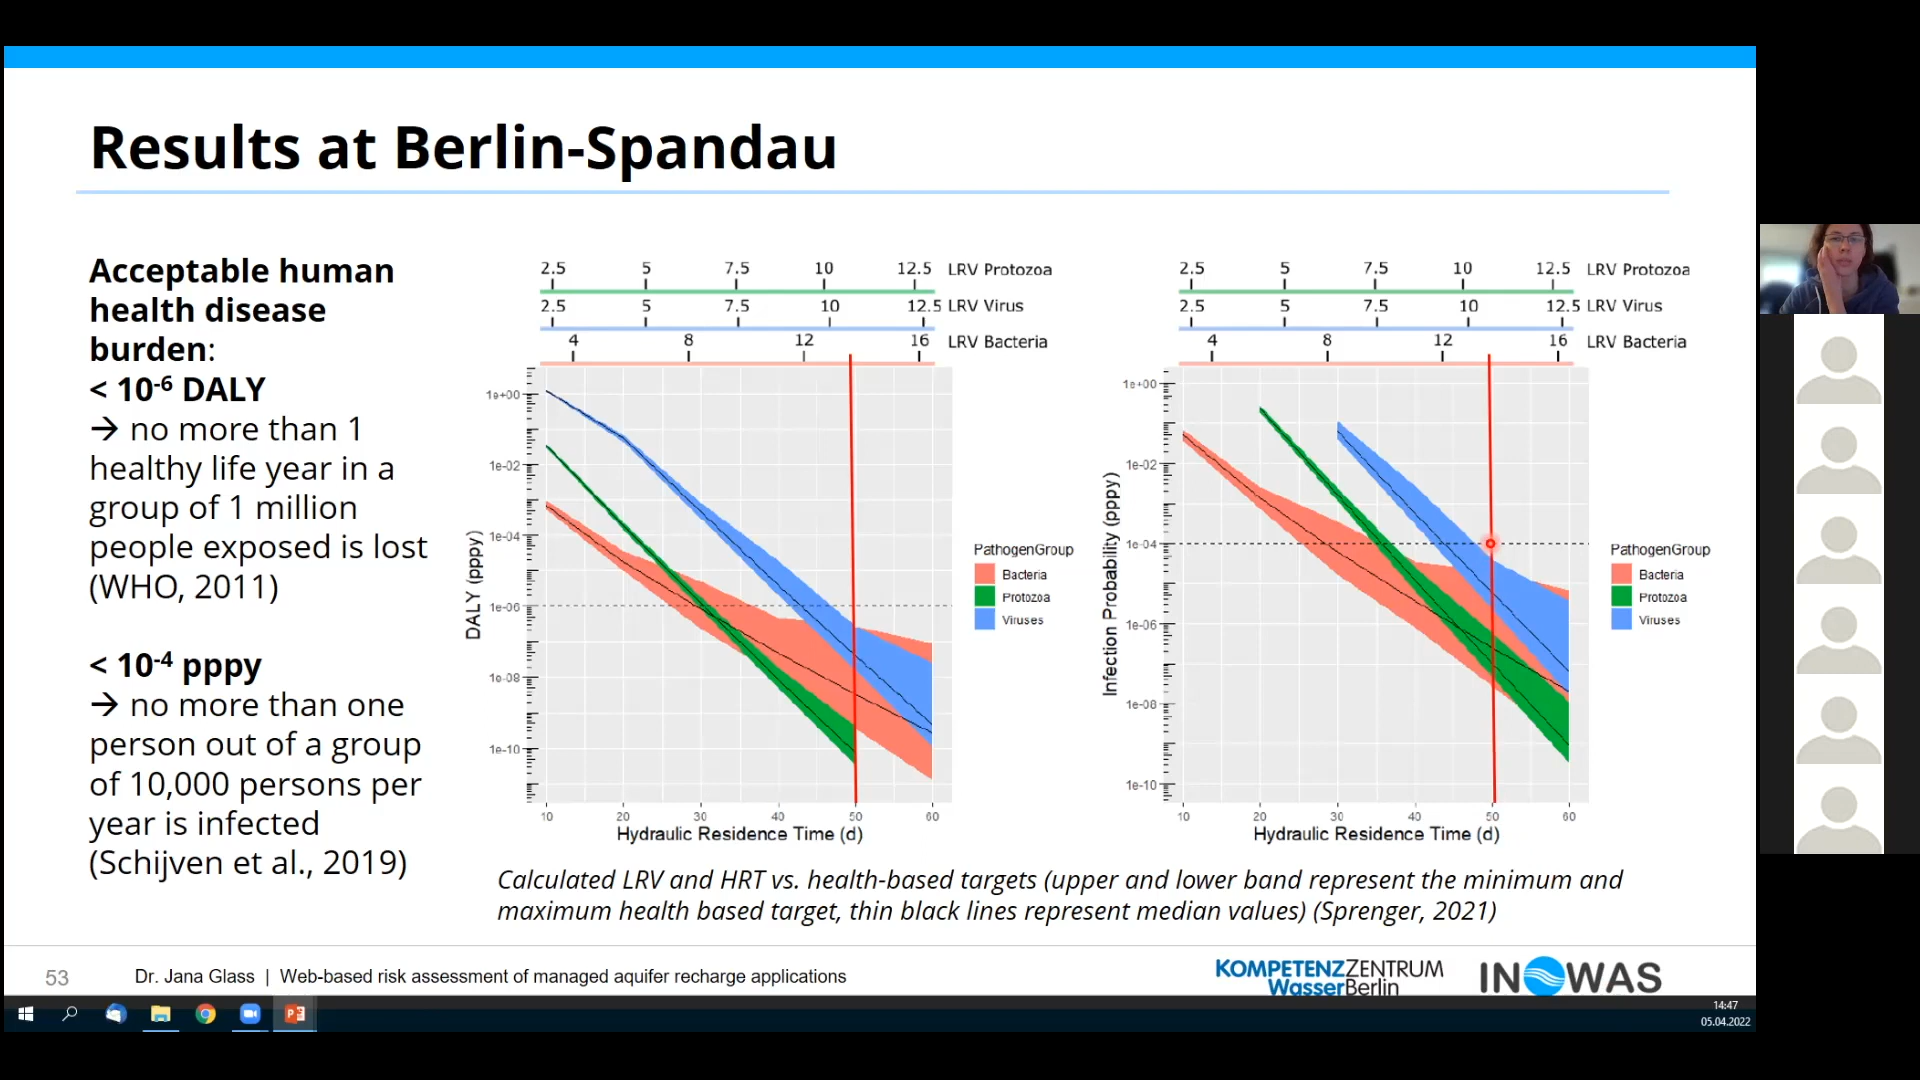 Results at Berlin-Spandau
Acceptable human
health disease
burden:
< 10-6 DALY
→ no more than 1
healthy life year in a
group of 1 million
people exposed is lost
(WHO, 2011)
< 10-4 pppy
→ no more than one
person out of a group
of 10,000 persons per
year is infected
(Schijven et al., 2019)
2.5 5 7.5 10 12.5 LRV Protozoa
2.5 5 7.5 10 12.5 LRV Virus
4 8 12 16 LRV Bacteria
DALY (pppy)
1e+00
1e-02
1e-04
1e-06
1e-08
1e-10
10 20 30 40 50 60
Hydraulic Residence Time (d)
PathogenGroup
Bacteria
Protozoa
Viruses
2.5 5 7.5 10 12.5 LRV Protozoa
2.5 5 7.5 10 12.5 LRV Virus
4 8 12 16 LRV Bacteria
Infection Probability (pppy)
1e+00
1e-02
1e-04
1e-06
1e-08
1e-10
10 20 30 40 50 60
Hydraulic Residence Time (d)
PathogenGroup
Bacteria
Protozoa
Viruses
Calculated LRV and HRT vs. health-based targets (upper and lower band represent the minimum and
maximum health based target, thin black lines represent median values) (Sprenger, 2021)
53
Dr. Jana Glass | Web-based risk assessment of managed aquifer recharge applications
KOMPETENZZENTRUM
WasserBerlin
INOWAS
14:47
05.04.2022